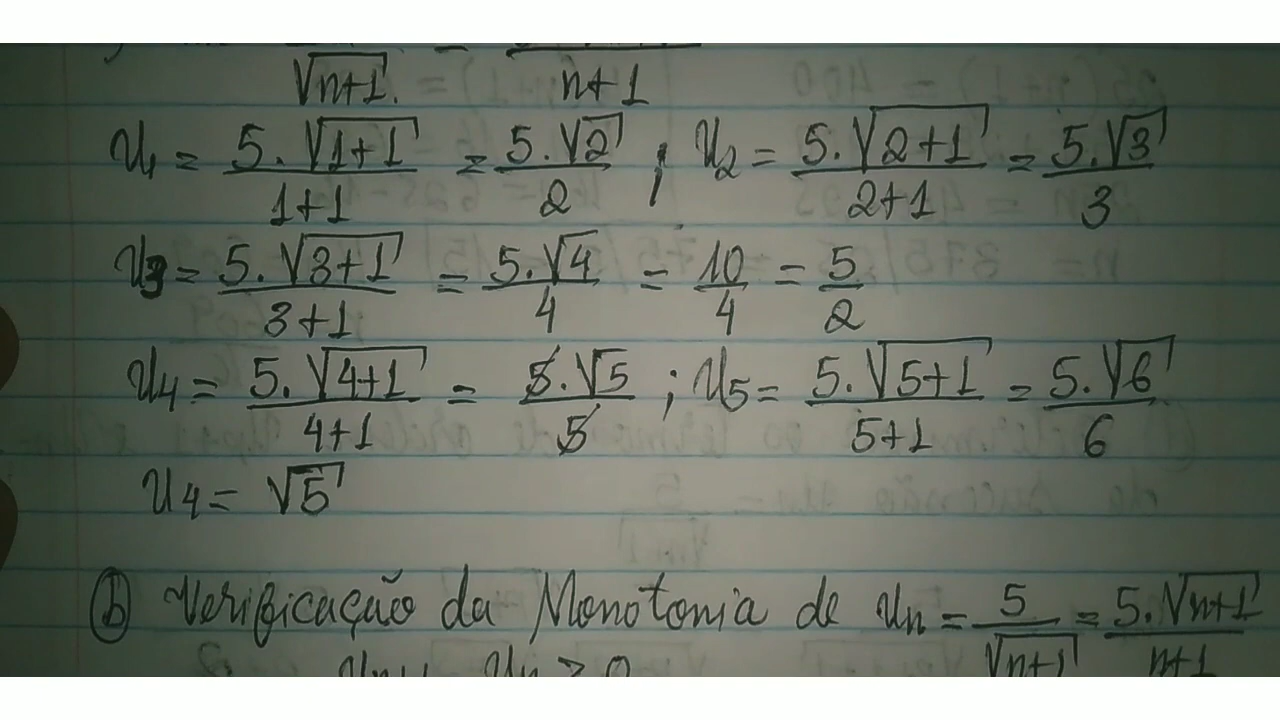 √n+1 = n+1
U₁ = 5.√1+1 / 1+1 = 5.√2 / 2 ; U₂ = 5.√2+1 / 2+1 = 5.√3 / 3
U₃ = 5.√3+1 / 3+1 = 5.√4 / 4 = 10 / 4 = 5 / 2
U₄ = 5.√4+1 / 4+1 = 5.√5 / 5 ; U₅ = 5.√5+1 / 5+1 = 5.√6 / 6
U₄ = √5
b) Verificação da Monotonia de Un = 5 / √n+1 = 5.√n+1 / n+1